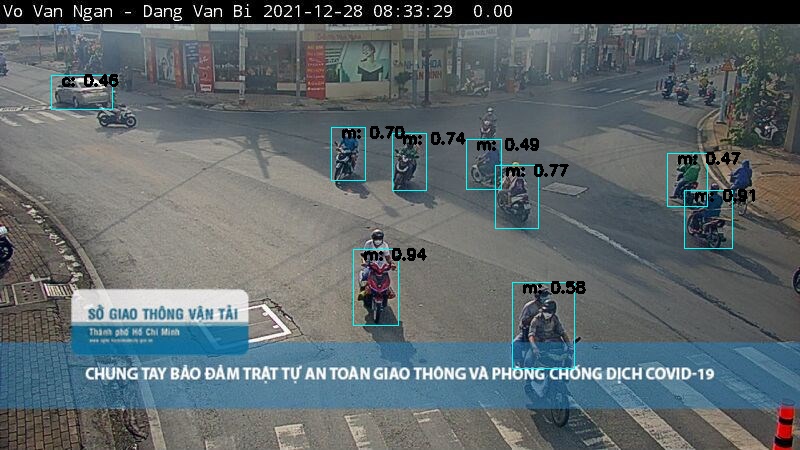 Vo Van Ngan - Dang Van Bi 2021-12-28 08:33:29 0.00
c: 0.46
m: 0.70
m: 0.74
m: 0.49
m: 0.77
m: 0.47
m: 0.91
m: 0.94
m: 0.58
NHA KHOA
SỞ GIAO THÔNG VẬN TẢI
Thành phố Hồ Chí Minh
CHUNG TAY BẢO ĐẢM TRẬT TỰ AN TOÀN GIAO THÔNG VÀ PHÒNG CHỐNG DỊCH COVID-19